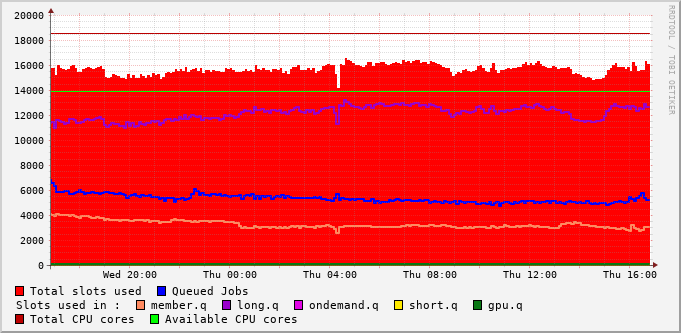 20000
18000
16000
14000
12000
10000
8000
6000
4000
2000
0
Wed 20:00 Thu 00:00 Thu 04:00 Thu 08:00 Thu 12:00 Thu 16:00
Total slots used Queued Jobs
Slots used in : member.q long.q ondemand.q short.q gpu.q
Total CPU cores Available CPU cores
RRDTOOL / TOBI OETIKER